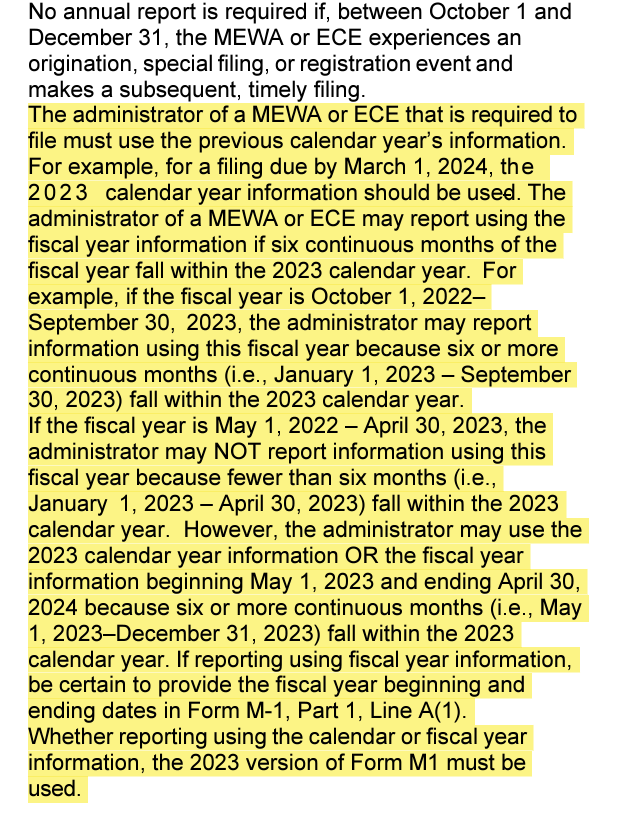 No annual report is required if, between October 1 and
December 31, the MEWA or ECE experiences an
origination, special filing, or registration event and
makes a subsequent, timely filing.
The administrator of a MEWA or ECE that is required to
file must use the previous calendar year’s information.
For example, for a filing due by March 1, 2024, the
2023 calendar year information should be used. The
administrator of a MEWA or ECE may report using the
fiscal year information if six continuous months of the
fiscal year fall within the 2023 calendar year. For
example, if the fiscal year is October 1, 2022–
September 30, 2023, the administrator may report
information using this fiscal year because six or more
continuous months (i.e., January 1, 2023 – September
30, 2023) fall within the 2023 calendar year.
If the fiscal year is May 1, 2022 – April 30, 2023, the
administrator may NOT report information using this
fiscal year because fewer than six months (i.e.,
January 1, 2023 – April 30, 2023) fall within the 2023
calendar year. However, the administrator may use the
2023 calendar year information OR the fiscal year
information beginning May 1, 2023 and ending April 30,
2024 because six or more continuous months (i.e., May
1, 2023–December 31, 2023) fall within the 2023
calendar year. If reporting using fiscal year information,
be certain to provide the fiscal year beginning and
ending dates in Form M-1, Part 1, Line A(1).
Whether reporting using the calendar or fiscal year
information, the 2023 version of Form M1 must be
used.